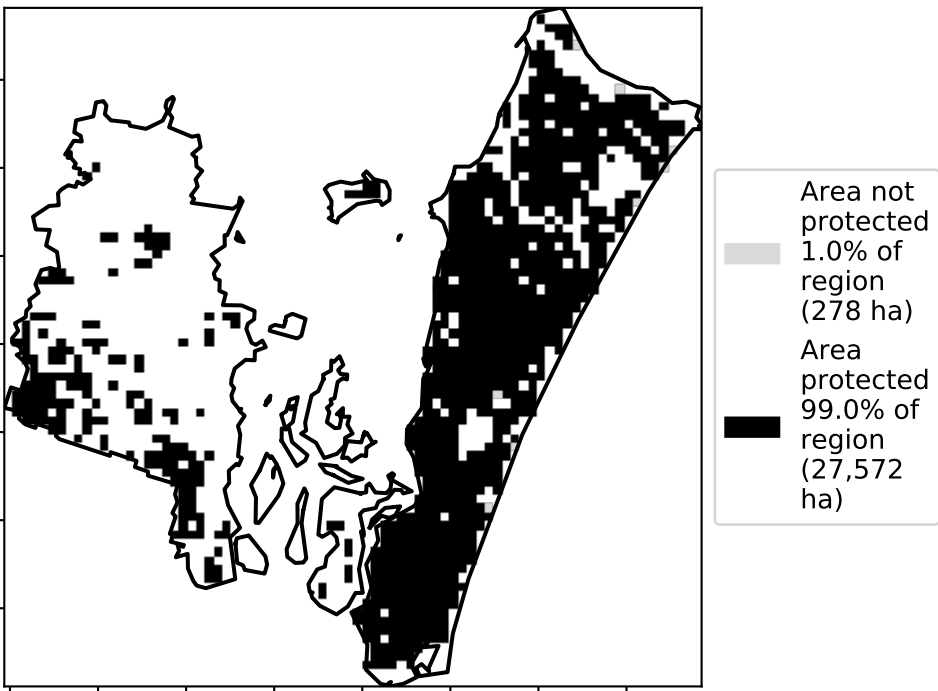 Area not
protected
1.0% of
region
(278 ha)
Area
protected
99.0% of
region
(27,572
ha)